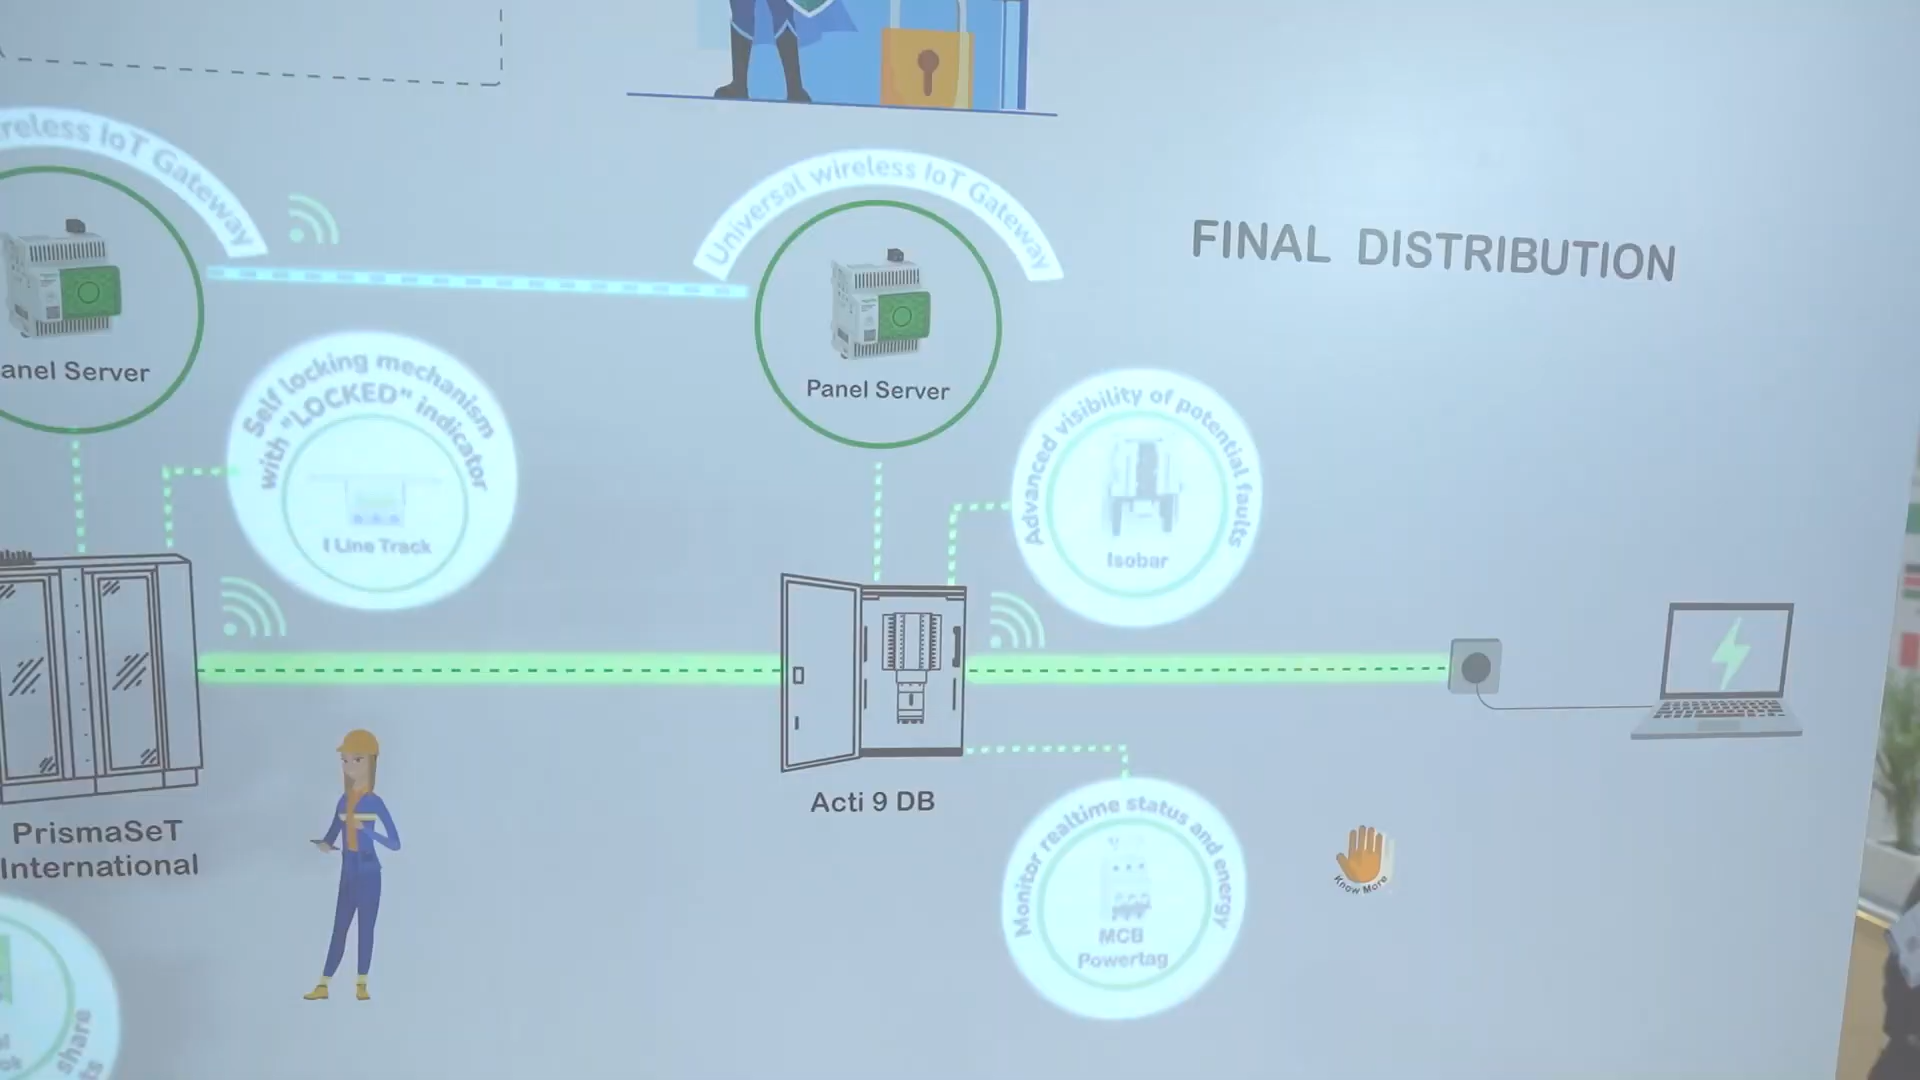 reless IoT Gateway
Universal wireless IoT Gateway
FINAL DISTRIBUTION
anel Server
Panel Server
Self locking mechanism
with "LOCKED" indicator
I Line Track
Advanced visibility of potential faults
Isobar
PrismaSeT
International
Acti 9 DB
Monitor realtime status and energy
MCB
Powertag
Know More
share